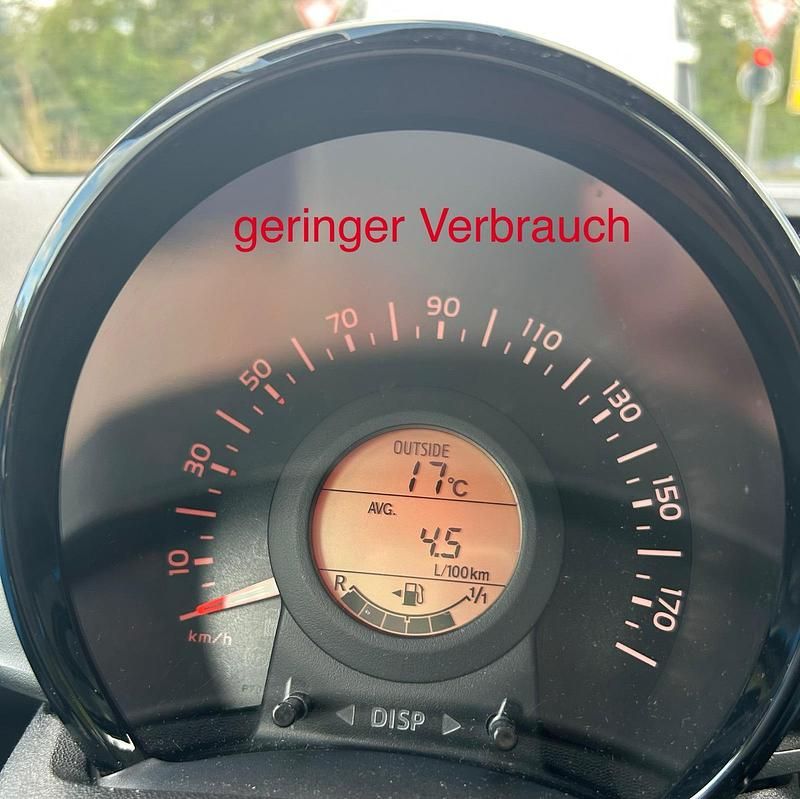 geringer Verbrauch
10
30
50
70
90
110
130
150
170
km/h
OUTSIDE
17°C
AVG.
4.5
L/100km
R
1/1
DISP